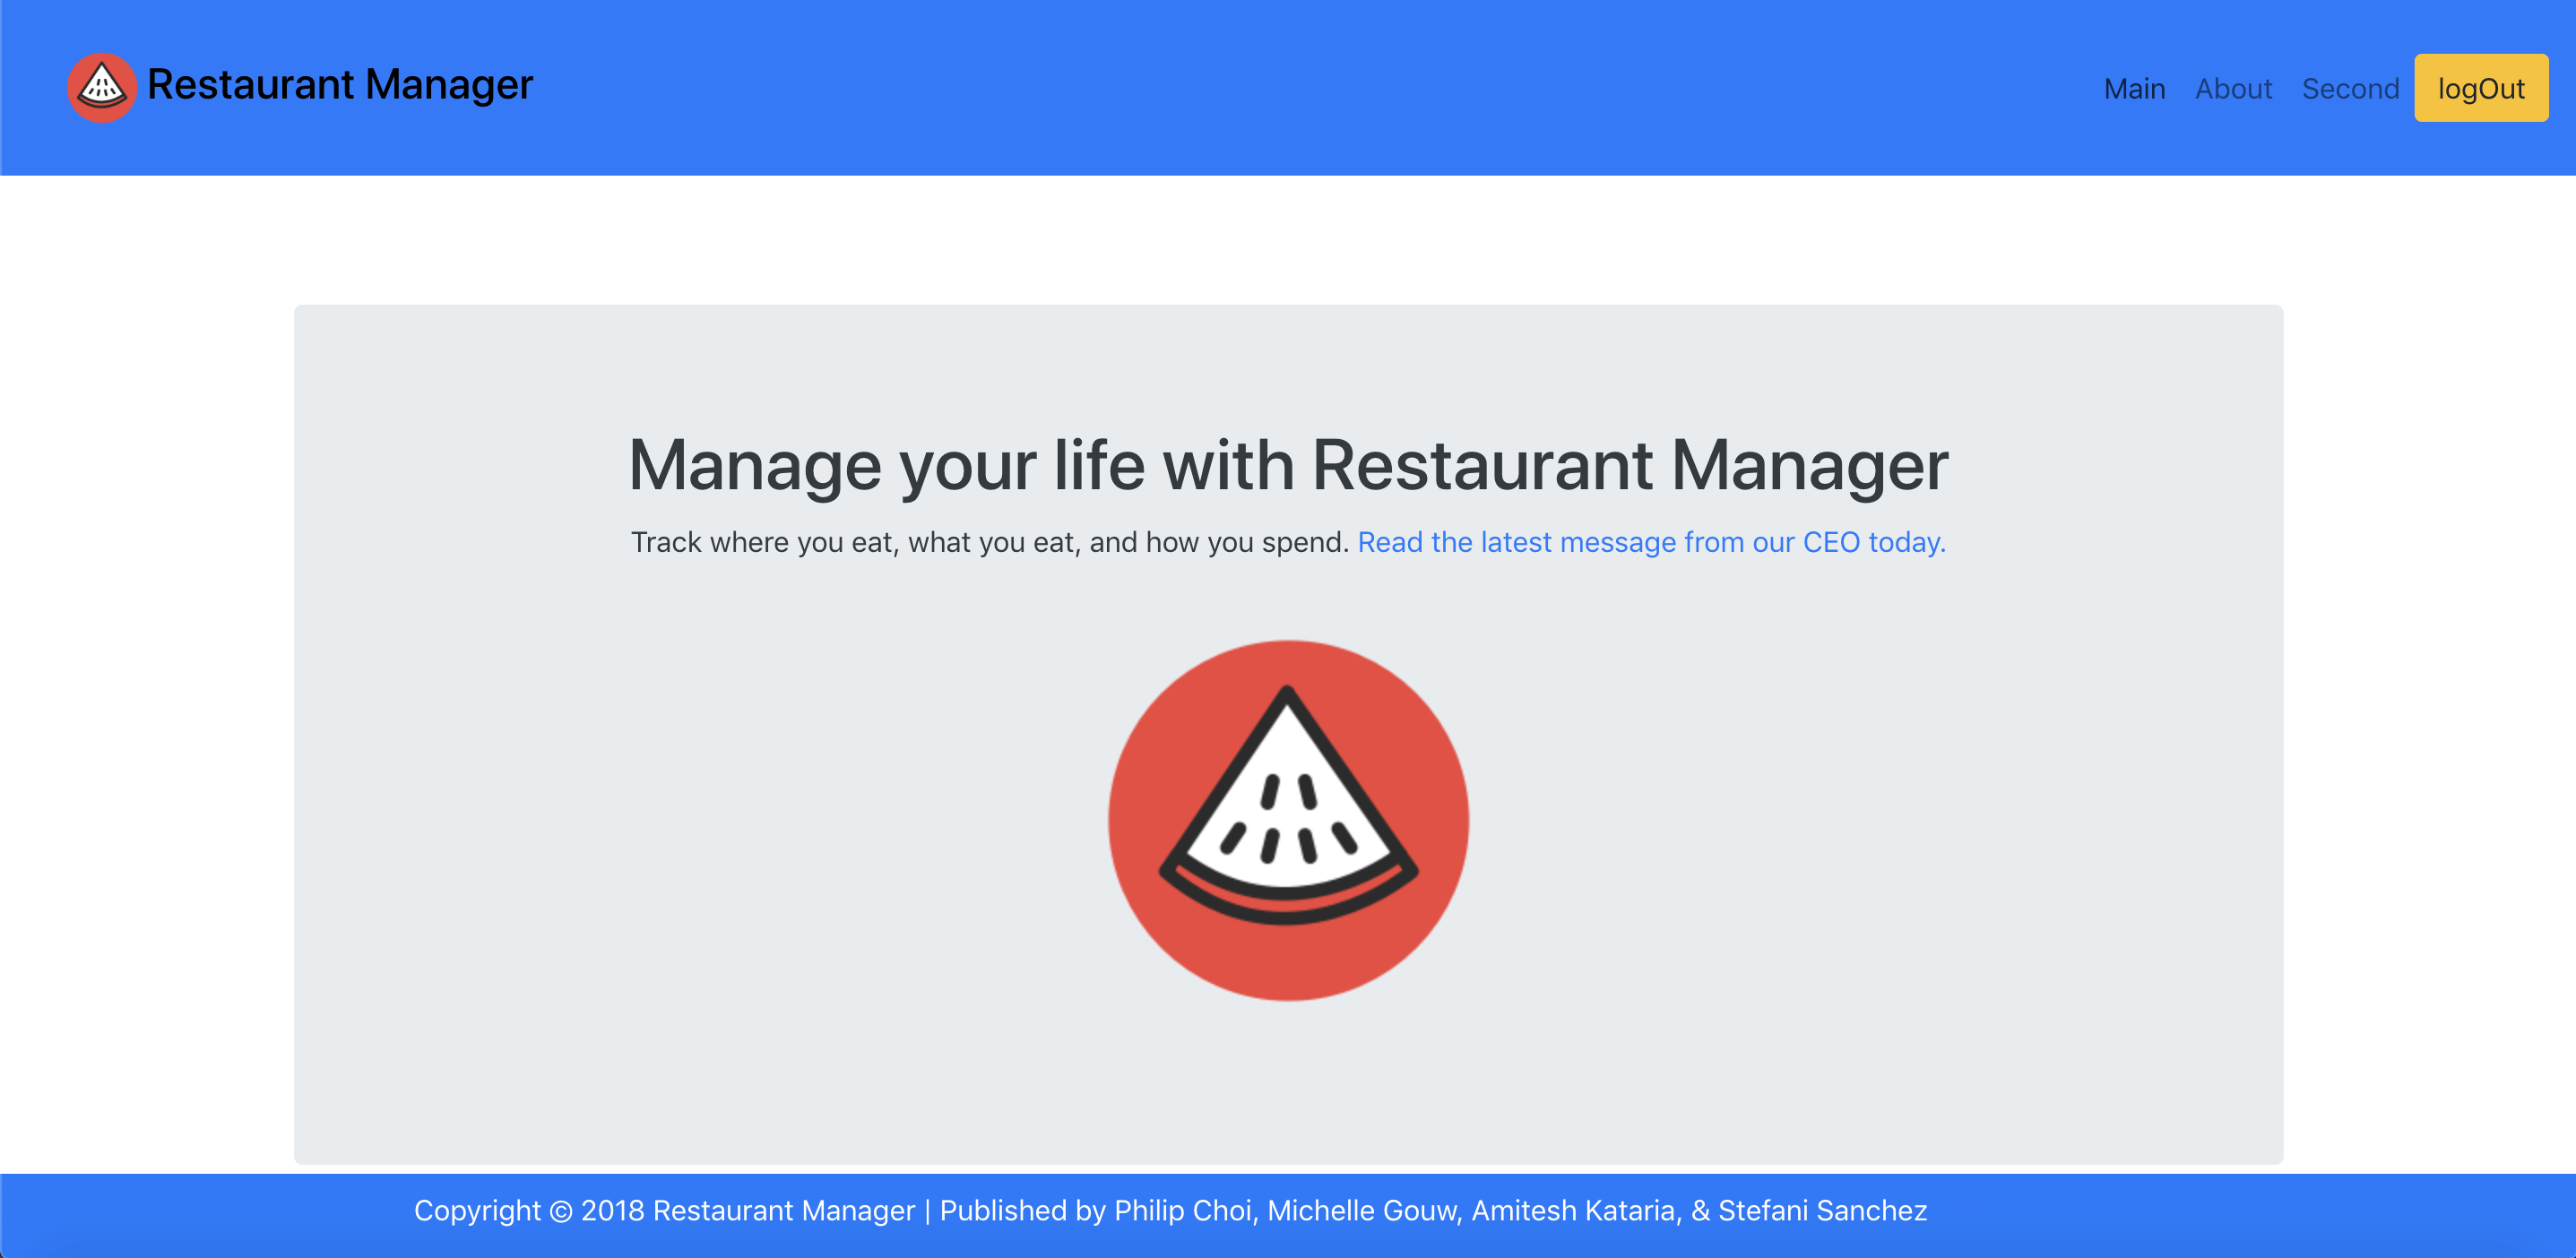 Restaurant Manager
Main About Second logOut
Manage your life with Restaurant Manager
Track where you eat, what you eat, and how you spend. Read the latest message from our CEO today.
Copyright © 2018 Restaurant Manager | Published by Philip Choi, Michelle Gouw, Amitesh Kataria, & Stefani Sanchez